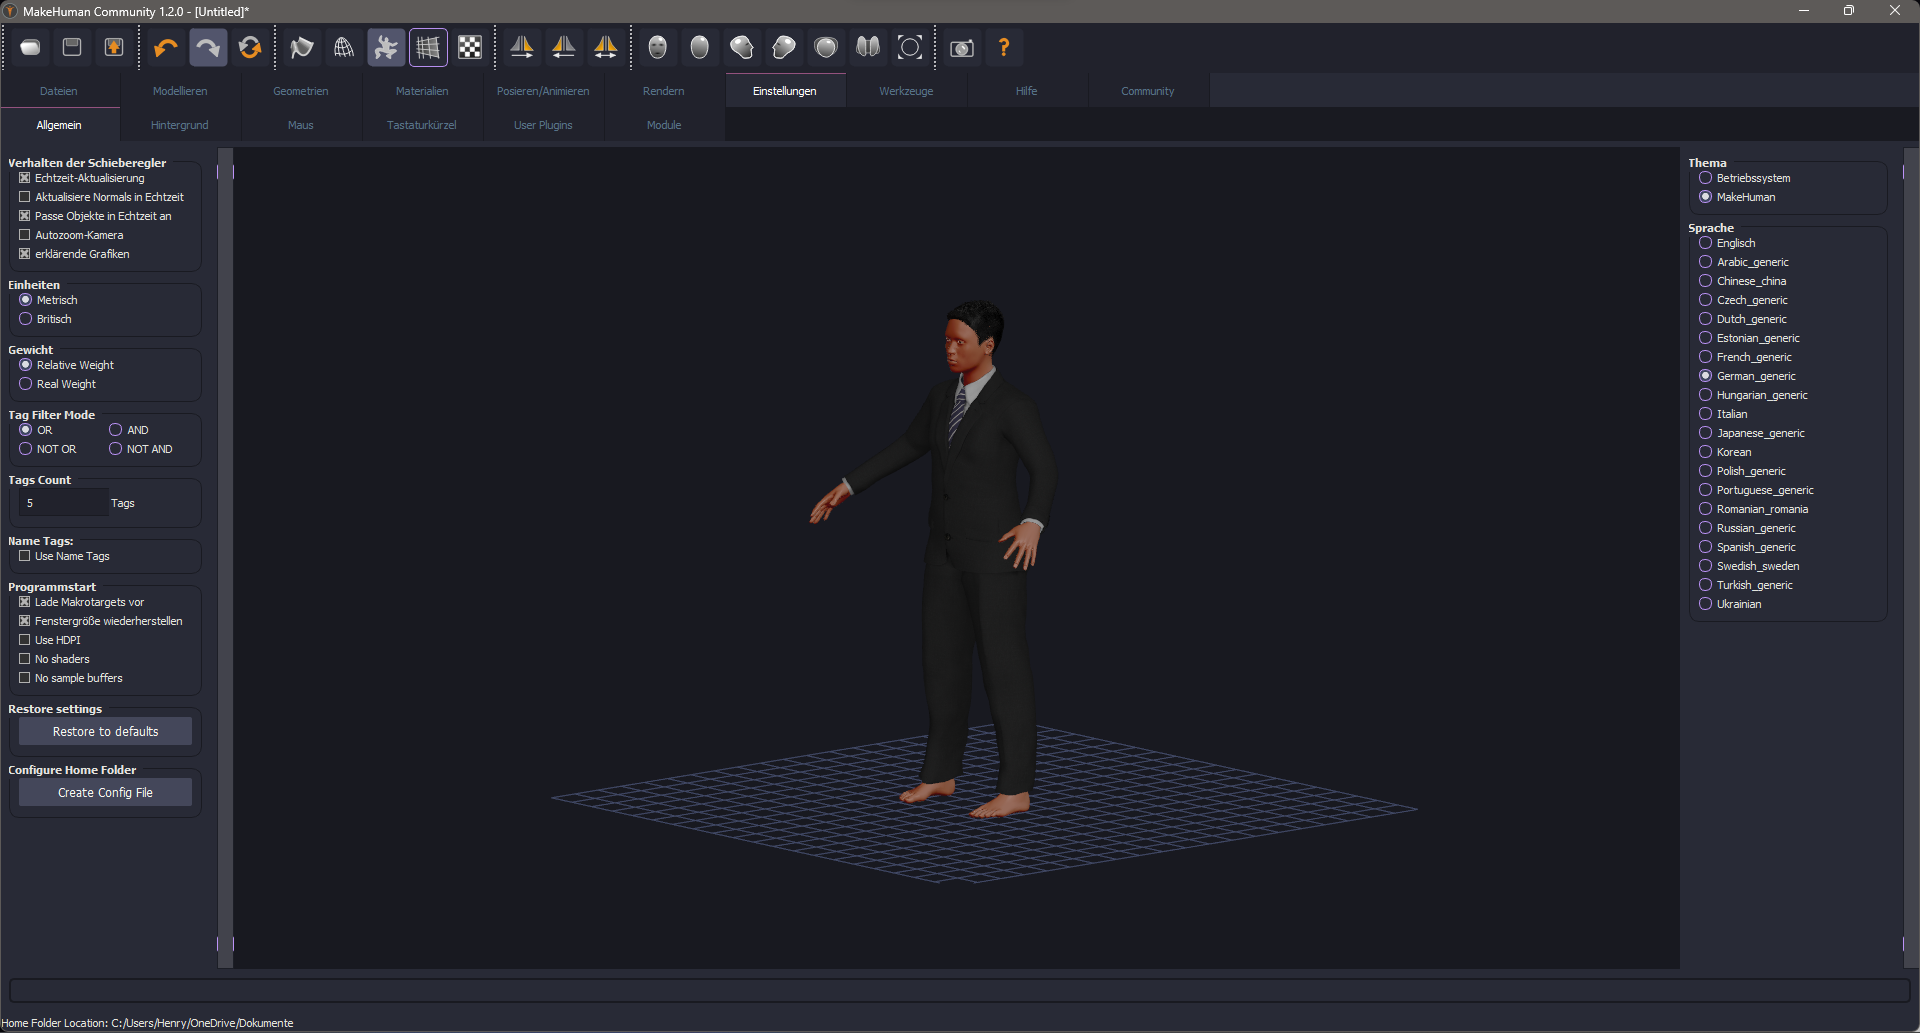 MakeHuman Community 1.2.0 - [Untitled]*
?
Dateien
Modellieren
Geometrien
Materialien
Posieren/Animieren
Rendern
Einstellungen
Werkzeuge
Hilfe
Community
Allgemein
Hintergrund
Maus
Tastaturkürzel
User Plugins
Module
Verhalten der Schieberegler
Echtzeit-Aktualisierung
Aktualisiere Normals in Echtzeit
Passe Objekte in Echtzeit an
Autozoom-Kamera
erklärende Grafiken
Einheiten
Metrisch
Britisch
Gewicht
Relative Weight
Real Weight
Tag Filter Mode
OR
AND
NOT OR
NOT AND
Tags Count
5 Tags
Name Tags:
Use Name Tags
Programmstart
Lade Makrotargets vor
Fenstergröße wiederherstellen
Use HDPI
No shaders
No sample buffers
Restore settings
Restore to defaults
Configure Home Folder
Create Config File
Thema
Betriebssystem
MakeHuman
Sprache
Englisch
Arabic_generic
Chinese_china
Czech_generic
Dutch_generic
Estonian_generic
French_generic
German_generic
Hungarian_generic
Italian
Japanese_generic
Korean
Polish_generic
Portuguese_generic
Romanian_romania
Russian_generic
Spanish_generic
Swedish_sweden
Turkish_generic
Ukrainian
Home Folder Location: C:/Users/Henry/OneDrive/Dokumente